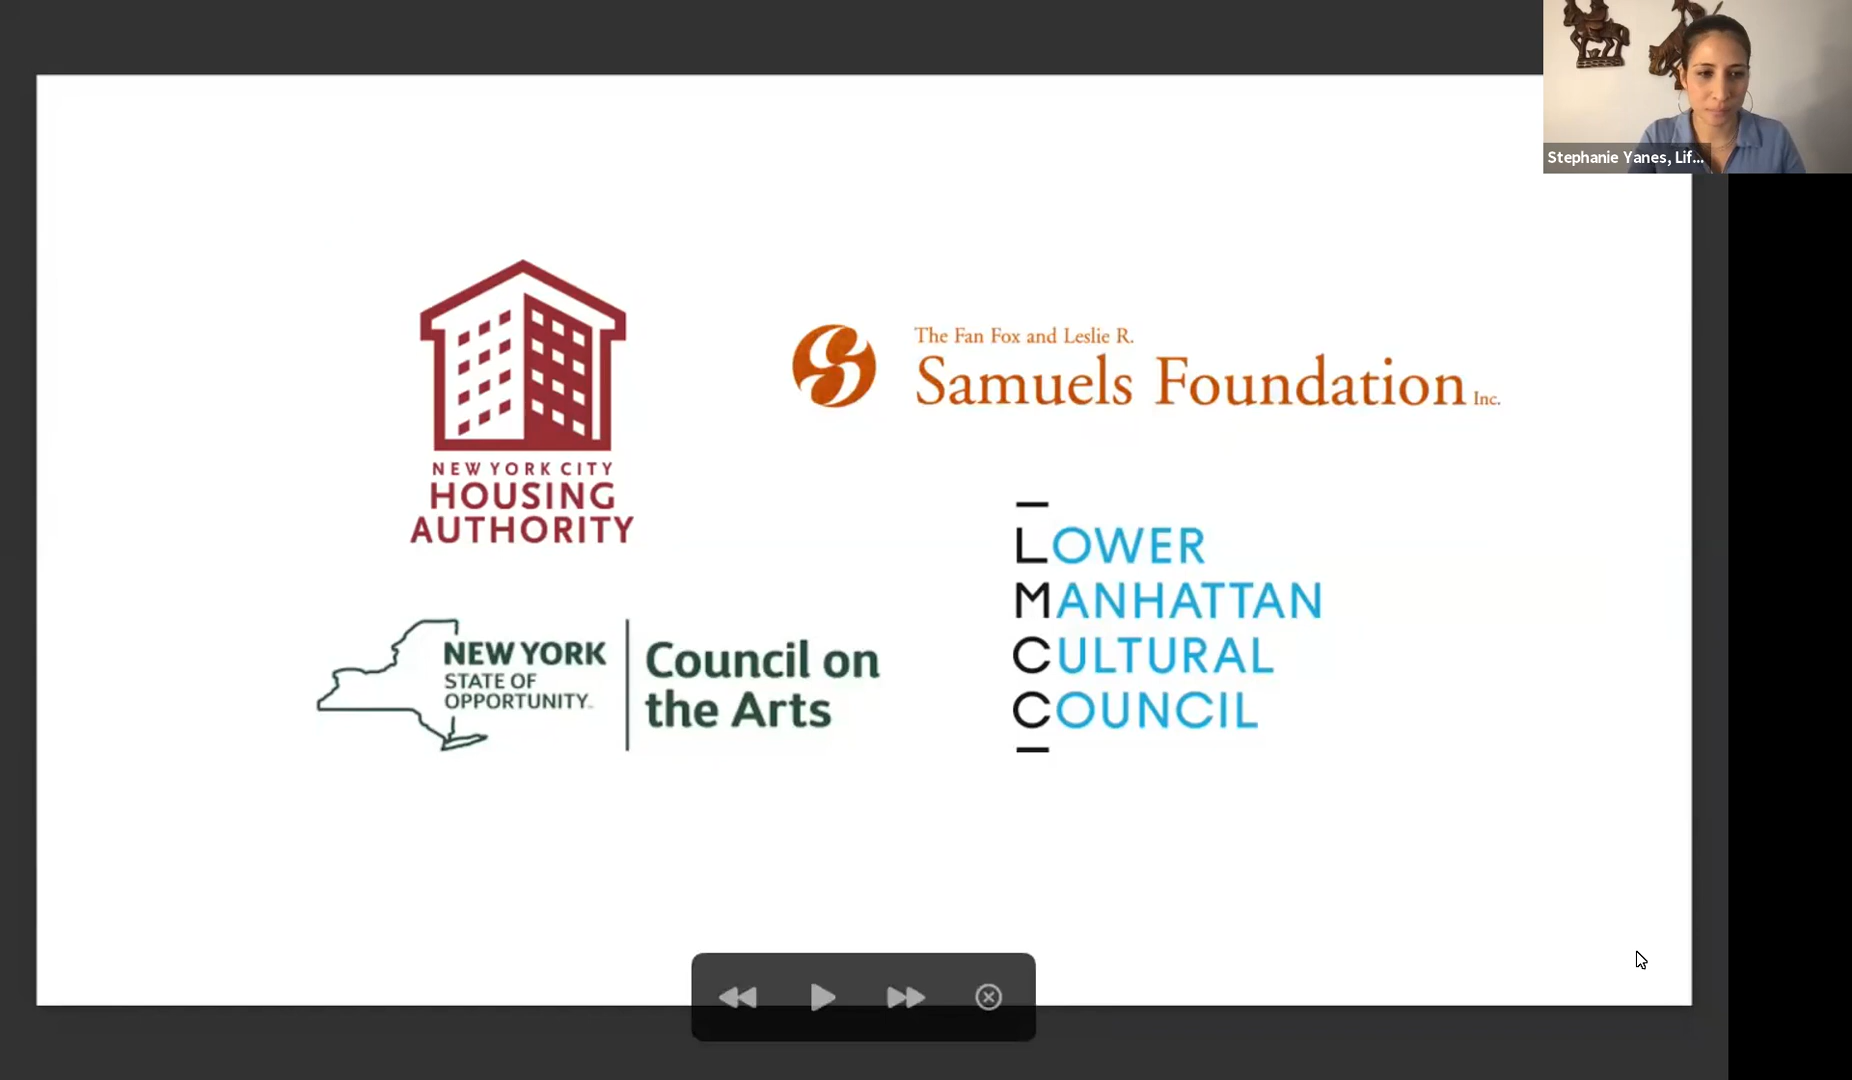 Stephanie Yanes, Lif...
NEW YORK CITY
HOUSING
AUTHORITY
The Fan Fox and Leslie R.
Samuels Foundation Inc.
NEW YORK
STATE OF
OPPORTUNITY™
Council on
the Arts
LOWER
MANHATTAN
CULTURAL
COUNCIL